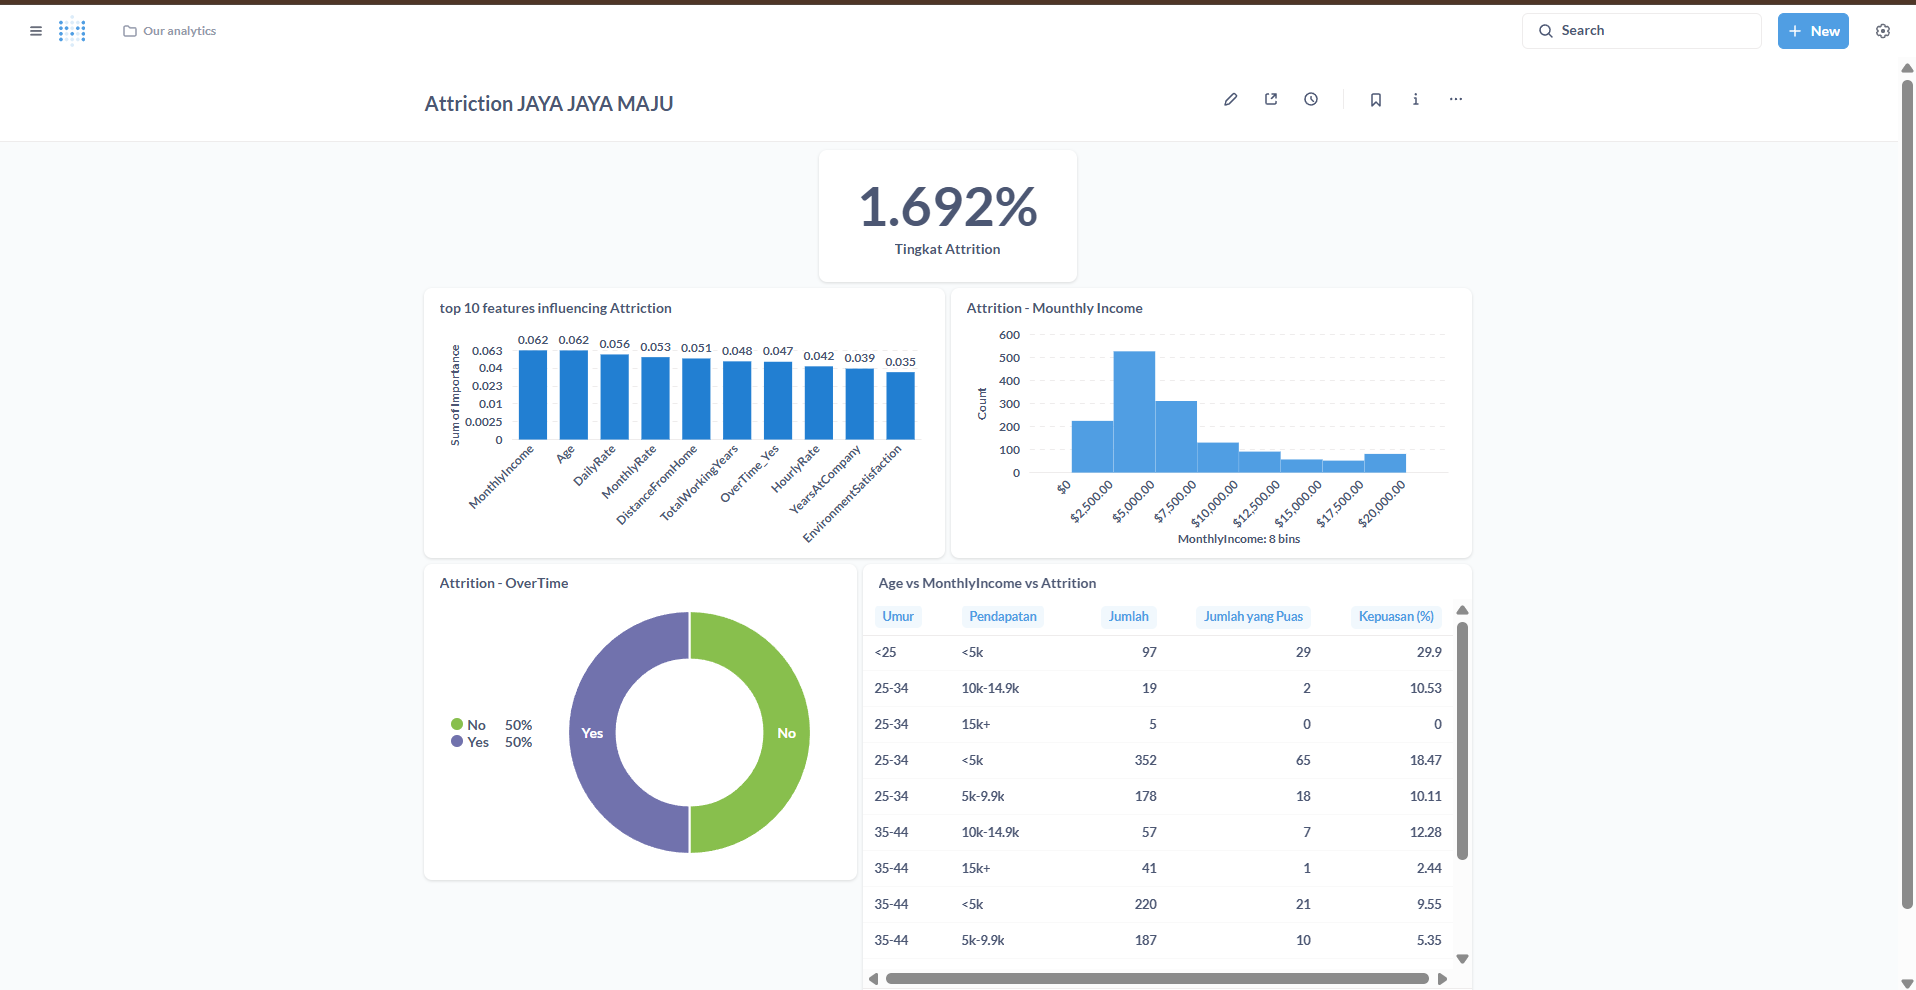 Our analytics
Search
New
Attriction JAYA JAYA MAJU
1.692%
Tingkat Attrition
top 10 features influencing Attriction
Sum of Importance
0.063
0.04
0.023
0.01
0.0025
0
0.062 0.062 0.056 0.053 0.051 0.048 0.047 0.042 0.039 0.035
MonthlyIncome Age DailyRate MonthlyRate DistanceFromHome TotalWorkingYears OverTime_Yes HourlyRate YearsAtCompany EnvironmentSatisfaction
Attrition - Mounthly Income
Count
600
500
400
300
200
100
0
$0 $2,500.00 $5,000.00 $7,500.00 $10,000.00 $12,500.00 $15,000.00 $17,500.00 $20,000.00
MonthlyIncome: 8 bins
Attrition - OverTime
No 50%
Yes 50%
Yes No
Age vs MonthlyIncome vs Attrition
Umur Pendapatan Jumlah Jumlah yang Puas Kepuasan (%)
<25 <5k 97 29 29.9
25-34 10k-14.9k 19 2 10.53
25-34 15k+ 5 0 0
25-34 <5k 352 65 18.47
25-34 5k-9.9k 178 18 10.11
35-44 10k-14.9k 57 7 12.28
35-44 15k+ 41 1 2.44
35-44 <5k 220 21 9.55
35-44 5k-9.9k 187 10 5.35